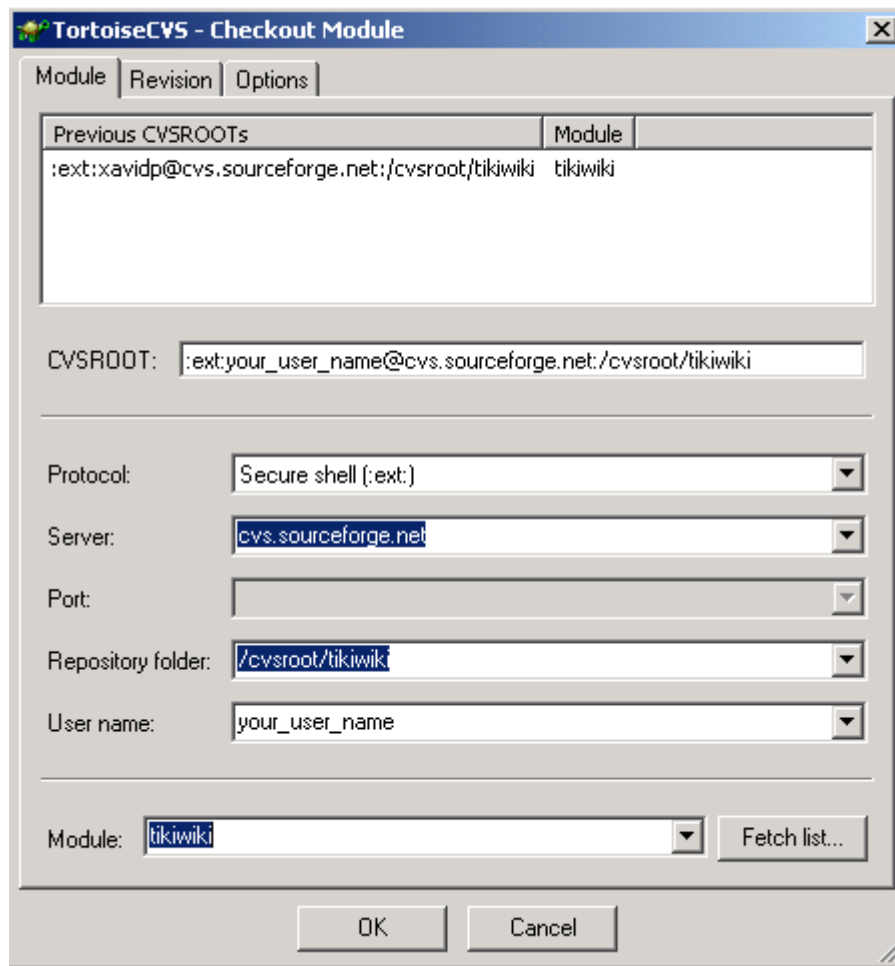 TortoiseCVS - Checkout Module
Module Revision Options
Previous CVSROOTs Module
:ext:xavidp@cvs.sourceforge.net:/cvsroot/tikiwiki tikiwiki
CVSROOT: :ext:your_user_name@cvs.sourceforge.net:/cvsroot/tikiwiki
Protocol: Secure shell (:ext:)
Server: cvs.sourceforge.net
Port:
Repository folder: /cvsroot/tikiwiki
User name: your_user_name
Module: tikiwiki Fetch list...
OK Cancel